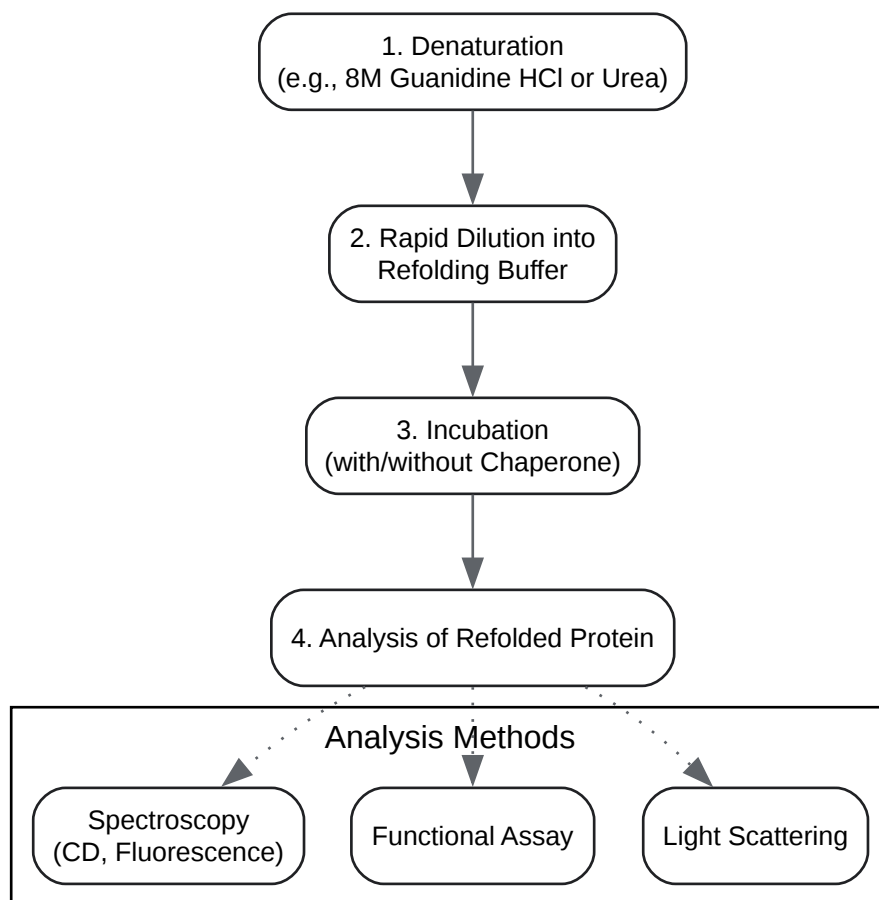 1. Denaturation
(e.g., 8M Guanidine HCl or Urea)
2. Rapid Dilution into
Refolding Buffer
3. Incubation
(with/without Chaperone)
4. Analysis of Refolded Protein
Analysis Methods
Spectroscopy
(CD, Fluorescence)
Functional Assay
Light Scattering